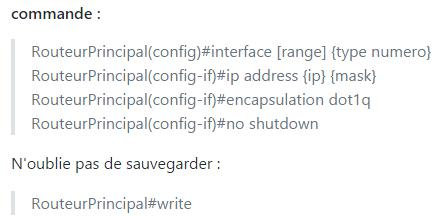 commande :
RouteurPrincipal(config)#interface [range] {type numero}
RouteurPrincipal(config-if)#ip address {ip} {mask}
RouteurPrincipal(config-if)#encapsulation dot1q
RouteurPrincipal(config-if)#no shutdown
N'oublie pas de sauvegarder :
RouteurPrincipal#write